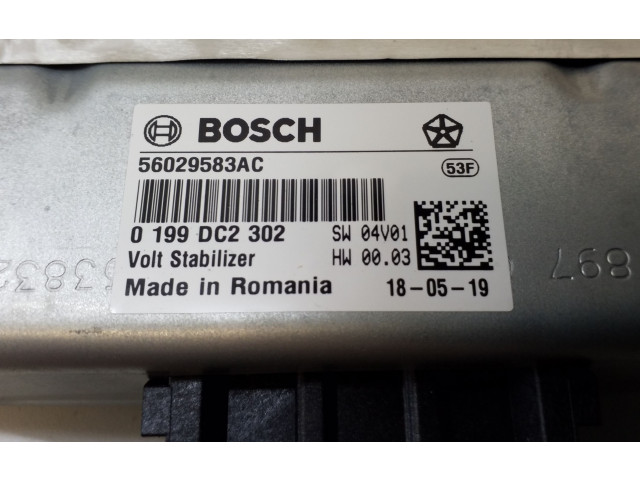 BOSCH
56029583AC
53F
0 199 DC2 302 SW 04V01
Volt Stabilizer HW 00.03
Made in Romania 18-05-19
897